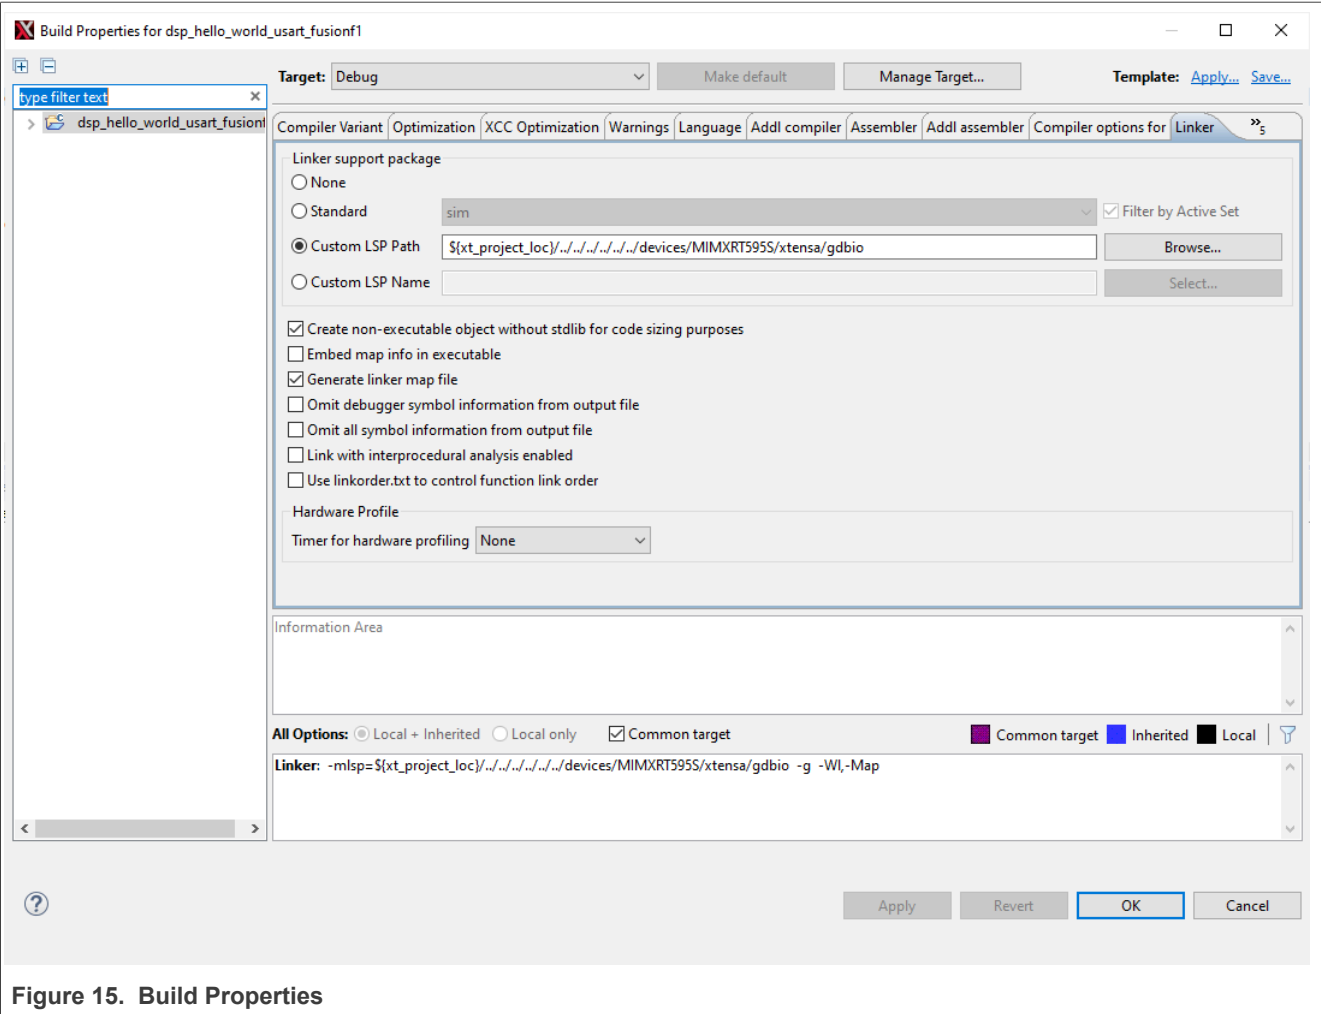 Build Properties for dsp_hello_world_usart_fusionf1
Target: Debug Make default Manage Target... Template: Apply... Save...
type filter text
dsp_hello_world_usart_fusionf
Compiler Variant Optimization XCC Optimization Warnings Language Addl compiler Assembler Addl assembler Compiler options for Linker »5
Linker support package
None
Standard sim Filter by Active Set
Custom LSP Path ${xt_project_loc}/../../../../../../devices/MIMXRT595S/xtensa/gdbio Browse...
Custom LSP Name Select...
Create non-executable object without stdlib for code sizing purposes
Embed map info in executable
Generate linker map file
Omit debugger symbol information from output file
Omit all symbol information from output file
Link with interprocedural analysis enabled
Use linkorder.txt to control function link order
Hardware Profile
Timer for hardware profiling None
Information Area
All Options: Local + Inherited Local only Common target Common target Inherited Local
Linker: -mlsp=${xt_project_loc}/../../../../../../devices/MIMXRT595S/xtensa/gdbio -g -Wl,-Map
Apply Revert OK Cancel
Figure 15. Build Properties